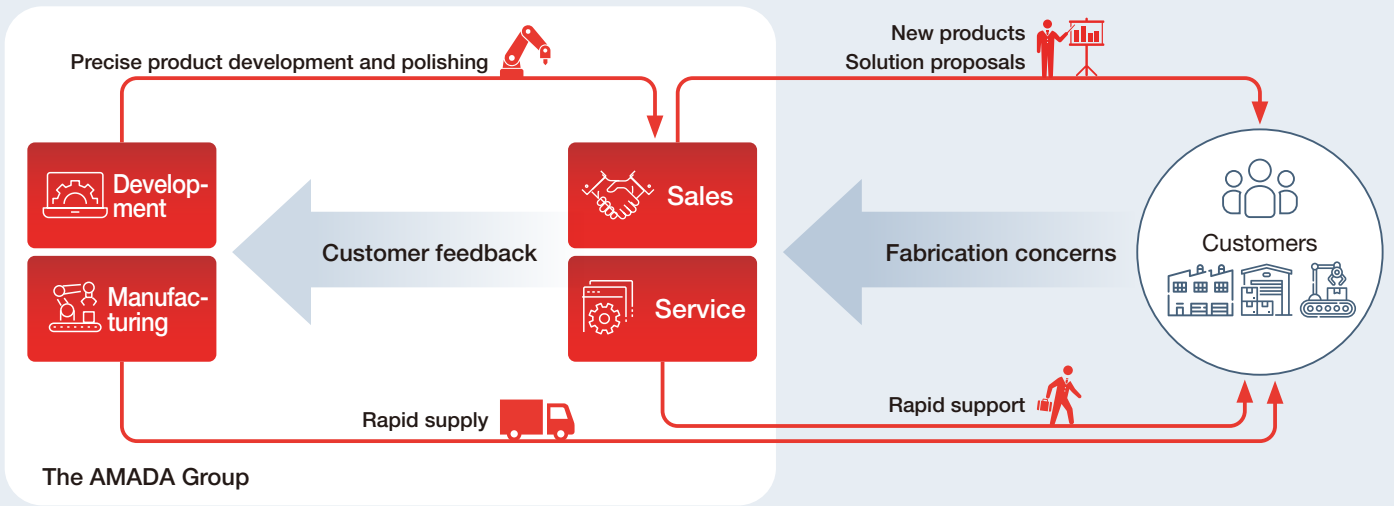 Precise product development and polishing
New products
Solution proposals
Develop-
ment
Manufac-
turing
Customer feedback
Sales
Service
Fabrication concerns
Customers
Rapid supply
Rapid support
The AMADA Group